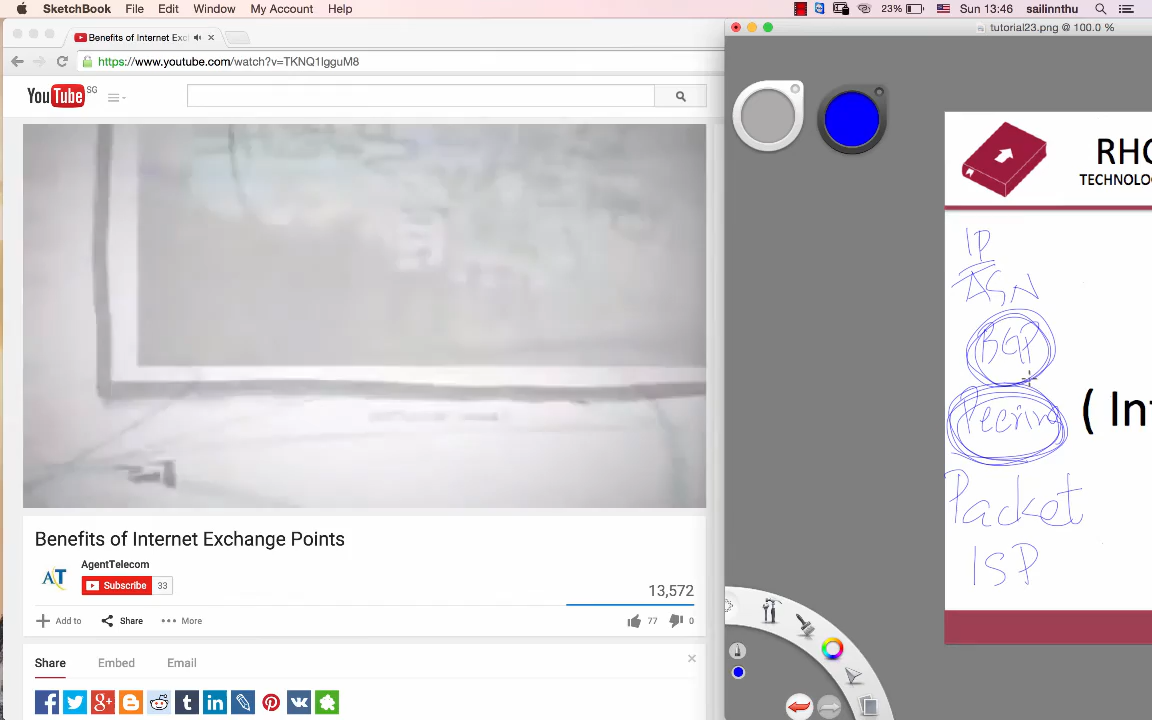 SketchBook File Edit Window My Account Help 23% Sun 13:46 sailinnthu
Benefits of Internet Exc
https://www.youtube.com/watch?v=TKNQ1lgguM8
YouTube SG
Benefits of Internet Exchange Points
AgentTelecom
AT
Subscribe 33
13,572
Add to Share More 77 0
Share Embed Email
tutorial23.png @ 100.0 %
RHO
TECHNOLO
IP
ASN
BGP
Peering
( Int
Packet
ISP